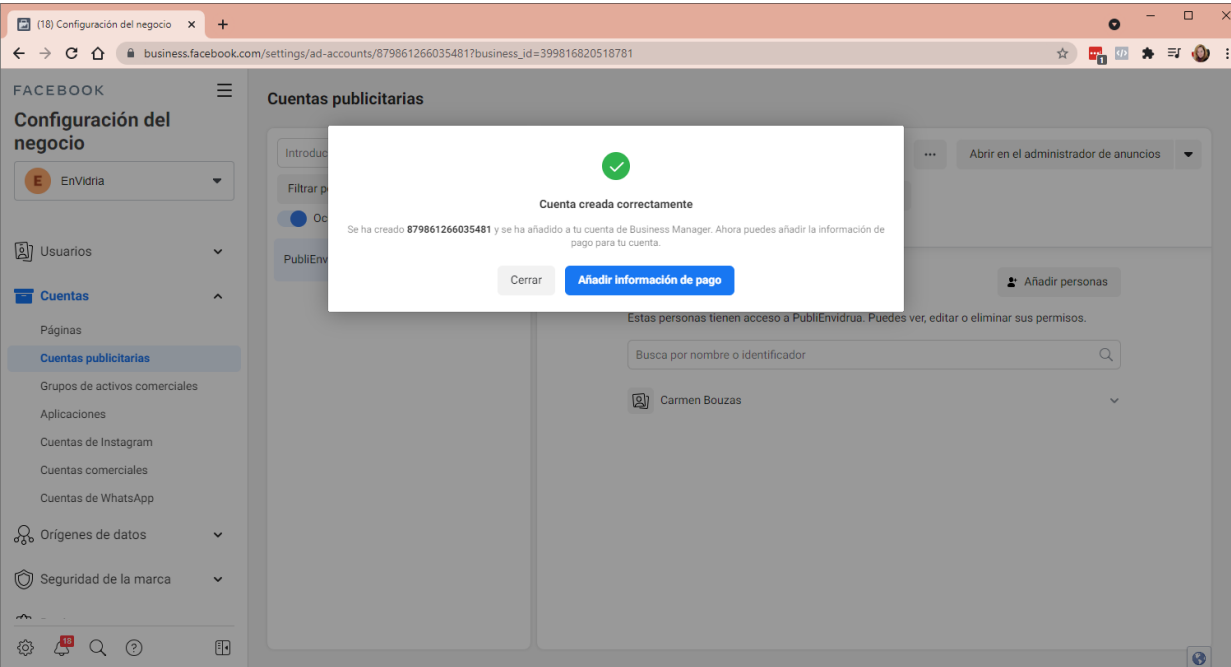 (18) Configuración del negocio
business.facebook.com/settings/ad-accounts/879861266035481?business_id=399816820518781
1
FACEBOOK
Configuración del
negocio
E EnVidria
Usuarios
Cuentas
Páginas
Cuentas publicitarias
Grupos de activos comerciales
Aplicaciones
Cuentas de Instagram
Cuentas comerciales
Cuentas de WhatsApp
Orígenes de datos
Seguridad de la marca
18
Cuentas publicitarias
Introduc
Filtrar p
Oc
PubliEnv
Abrir en el administrador de anuncios
Cuenta creada correctamente
Se ha creado 879861266035481 y se ha añadido a tu cuenta de Business Manager. Ahora puedes añadir la información de
pago para tu cuenta.
Cerrar Añadir información de pago
Añadir personas
Estas personas tienen acceso a PubliEnvidrua. Puedes ver, editar o eliminar sus permisos.
Busca por nombre o identificador
Carmen Bouzas